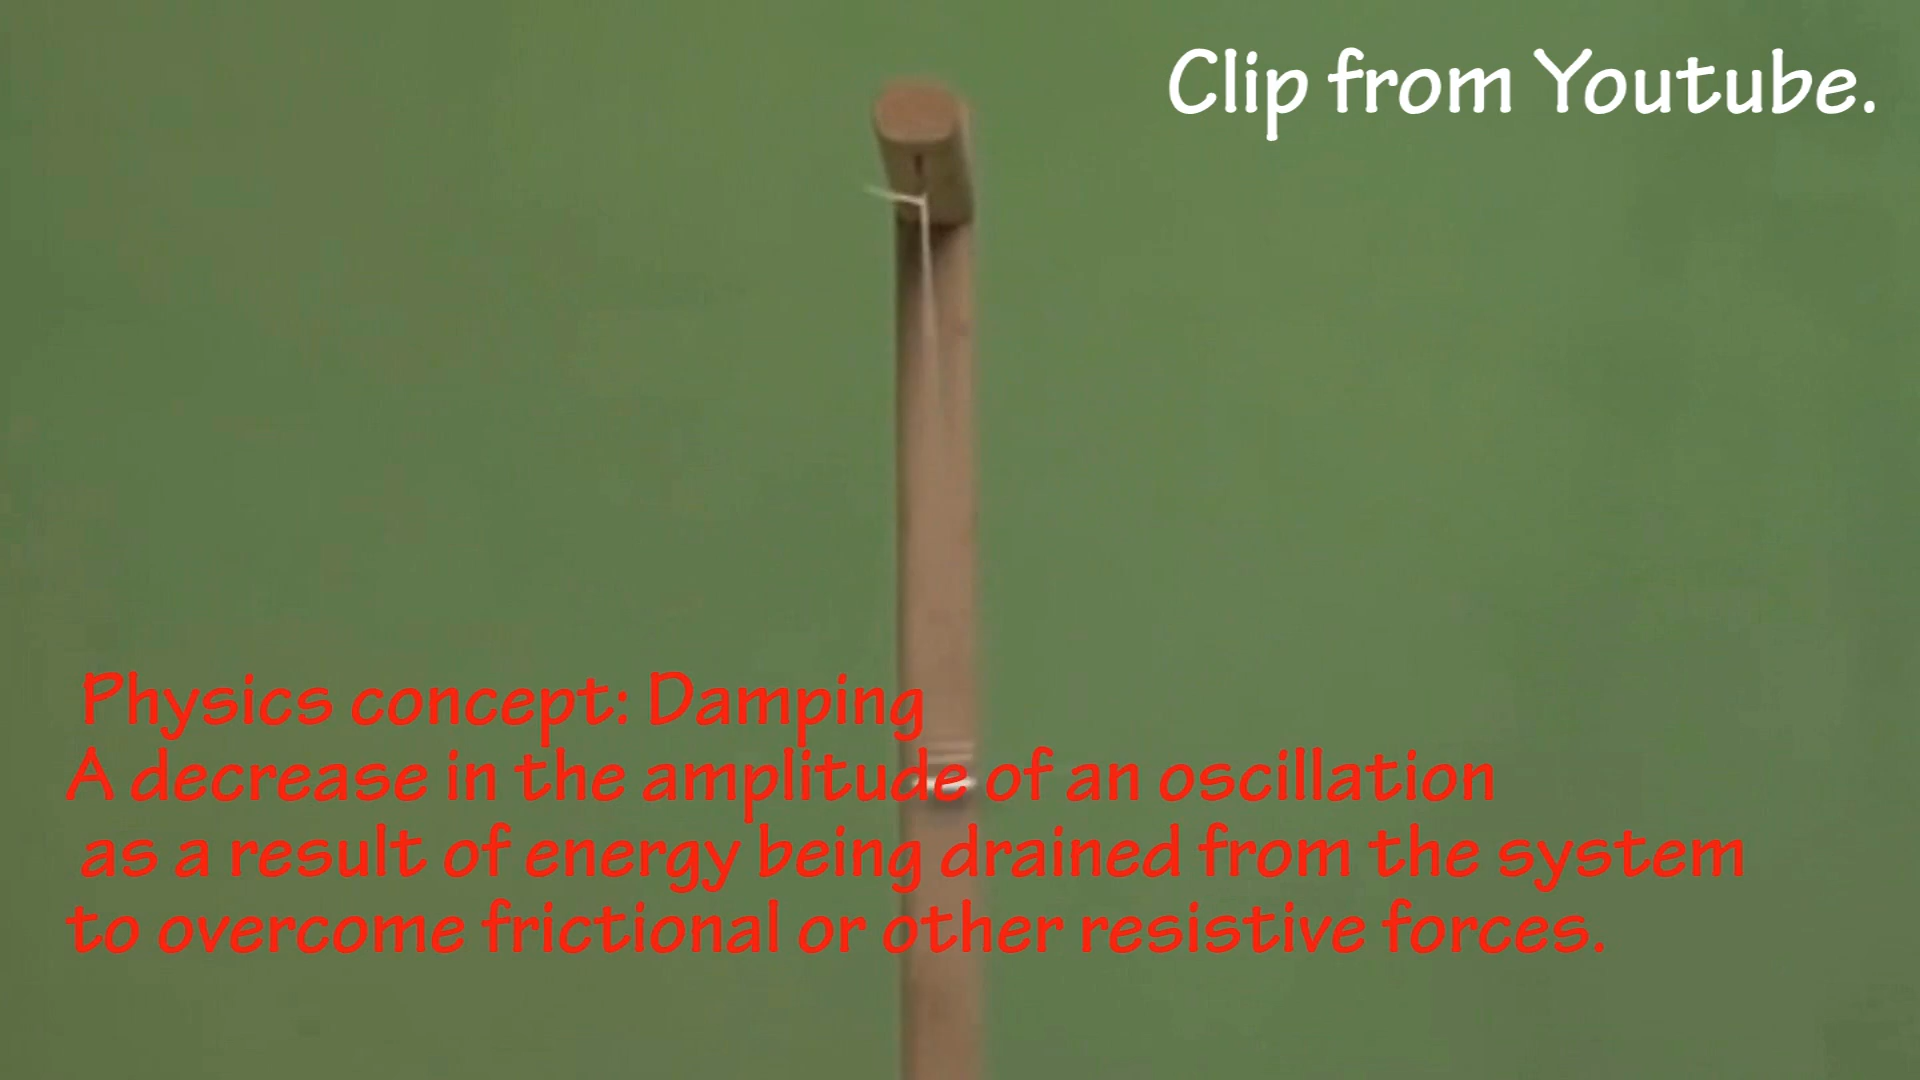 Clip from Youtube.
Physics concept: Damping
A decrease in the amplitude of an oscillation
as a result of energy being drained from the system
to overcome frictional or other resistive forces.